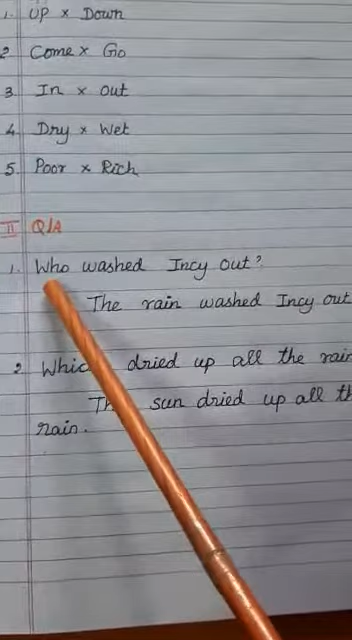 1. Up × Down
2 Come × Go
3. In × out
4. Dry × Wet
5. Poor × Rich
II Q/A
1. Who washed Incy out?
The rain washed Incy out
2 dried up all the rain
sun dried up all
rain.